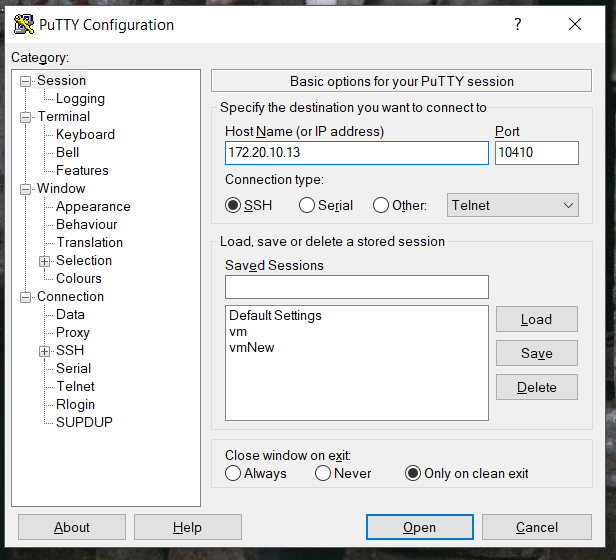 PuTTY Configuration
Category:
Session
Logging
Terminal
Keyboard
Bell
Features
Window
Appearance
Behaviour
Translation
Selection
Colours
Connection
Data
Proxy
SSH
Serial
Telnet
Rlogin
SUPDUP
Basic options for your PuTTY session
Specify the destination you want to connect to
Host Name (or IP address) Port
172.20.10.13 10410
Connection type:
SSH Serial Other: Telnet
Load, save or delete a stored session
Saved Sessions
Default Settings
vm
vmNew
Load
Save
Delete
Close window on exit:
Always Never Only on clean exit
About Help Open Cancel